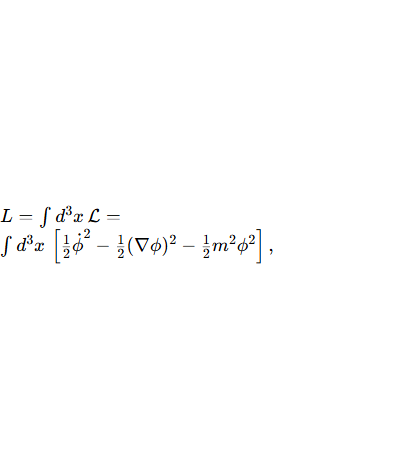 L = ∫ d³x 𝓛 =
∫ d³x [½ϕ̇² − ½(∇ϕ)² − ½m²ϕ²] ,